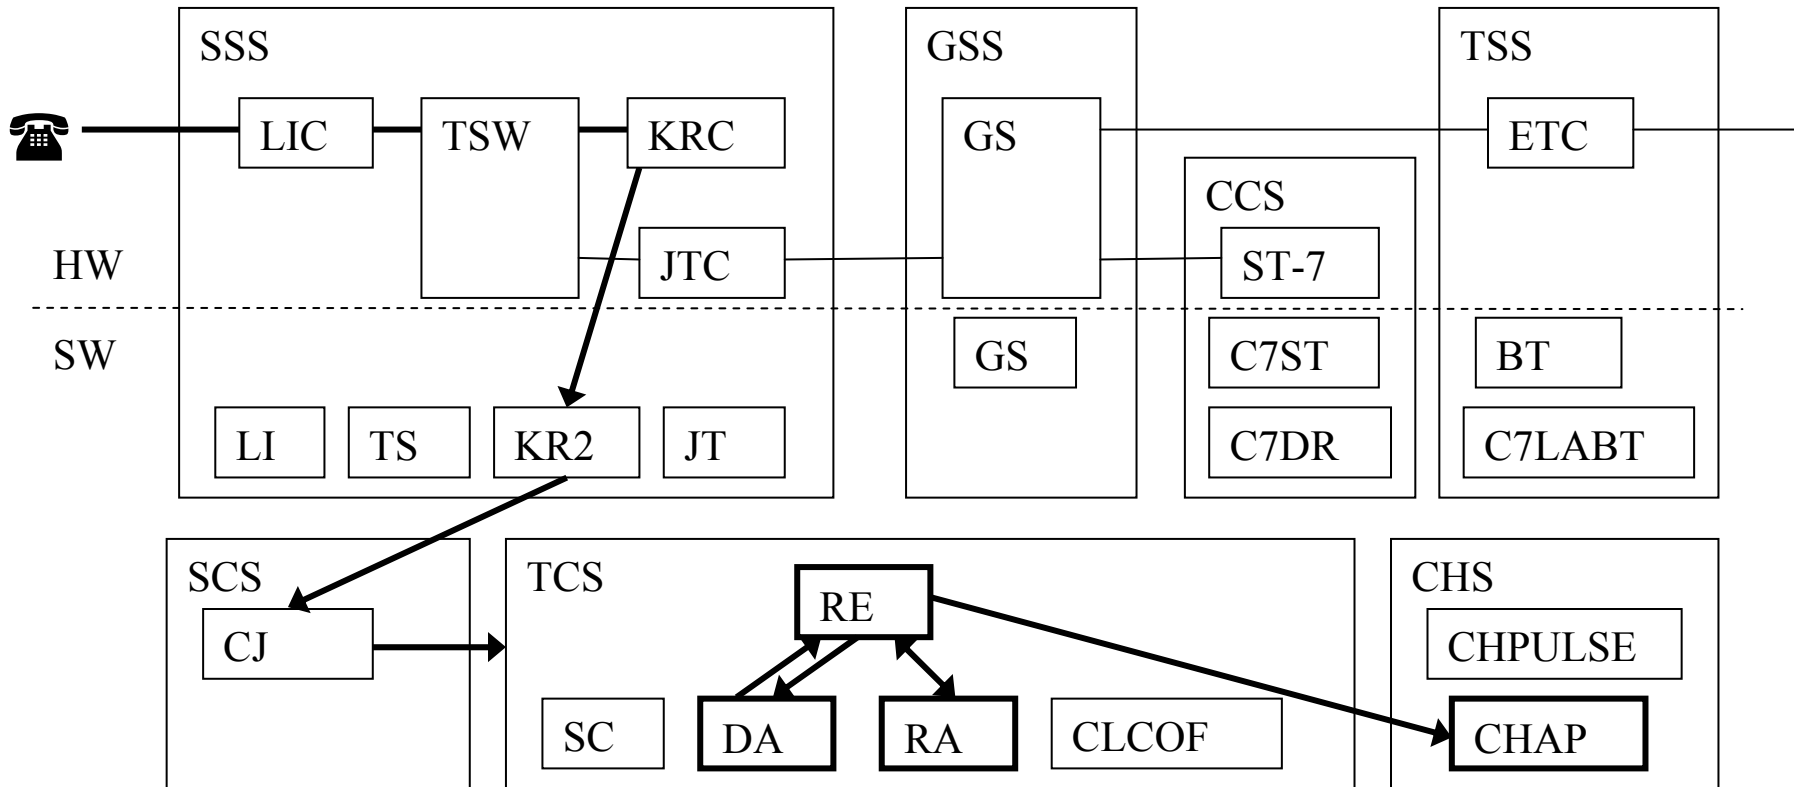 SSS
GSS
TSS
LIC
TSW
KRC
GS
ETC
CCS
HW
JTC
ST-7
SW
GS
C7ST
BT
LI
TS
KR2
JT
C7DR
C7LABT
SCS
TCS
RE
CHS
CJ
CHPULSE
SC
DA
RA
CLCOF
CHAP